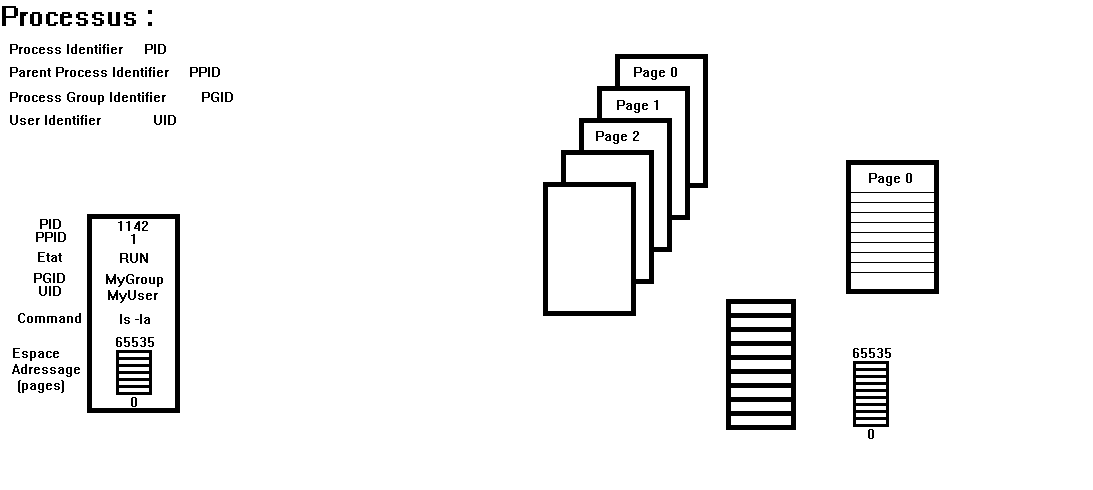 Processus :
Process Identifier PID
Parent Process Identifier PPID
Process Group Identifier PGID
User Identifier UID
PID 1142
PPID 1
Etat RUN
PGID MyGroup
UID MyUser
Command ls -la
65535
Espace
Adressage
(pages)
0
Page 0
Page 1
Page 2
Page 0
65535
0